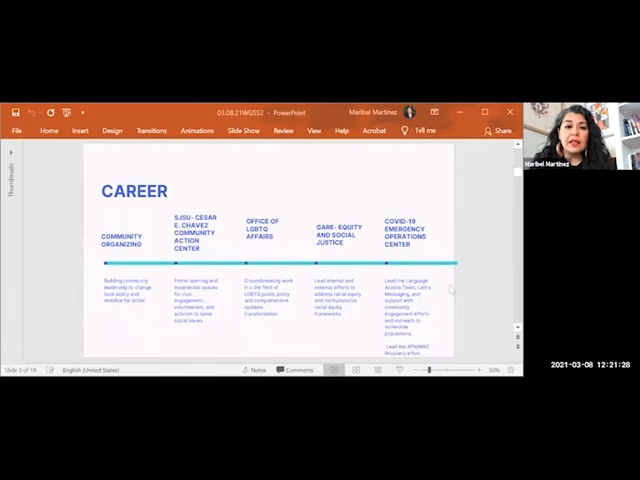 03.08.21WGSS2 - PowerPoint
Maribel Martinez
File Home Insert Design Transitions Animations Slide Show Review View Help Acrobat Tell me Share
Thumbnails
CAREER
COMMUNITY
ORGANIZING
Building community
leadership to change
local policy and
mobilize for action
SJSU- CESAR
E. CHAVEZ
COMMUNITY
ACTION
CENTER
Foster learning and
experiential spaces
for civic
engagement,
volunteerism, and
activism to solve
social issues.
OFFICE OF
LGBTQ
AFFAIRS
Groundbreaking work
in the field of
LGBTQ public policy
and comprehensive
systems
transformation
GARE- EQUITY
AND SOCIAL
JUSTICE
Lead internal and
external efforts to
address racial equity
and institutionalize
racial equity
frameworks
COVID-19
EMERGENCY
OPERATIONS
CENTER
Lead the Language
Access Team, Latinx
Messaging, and
support with
community
engagement efforts
and outreach to
vulnerable
populations.
Lead the AFN/MAC
Recovery effort.
Slide 3 of 19
English (United States)
Notes
Comments
36%
Maribel Martinez
2021-03-08 12:21:28